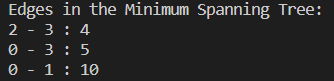 Edges in the Minimum Spanning Tree:
2 - 3 : 4
0 - 3 : 5
0 - 1 : 10